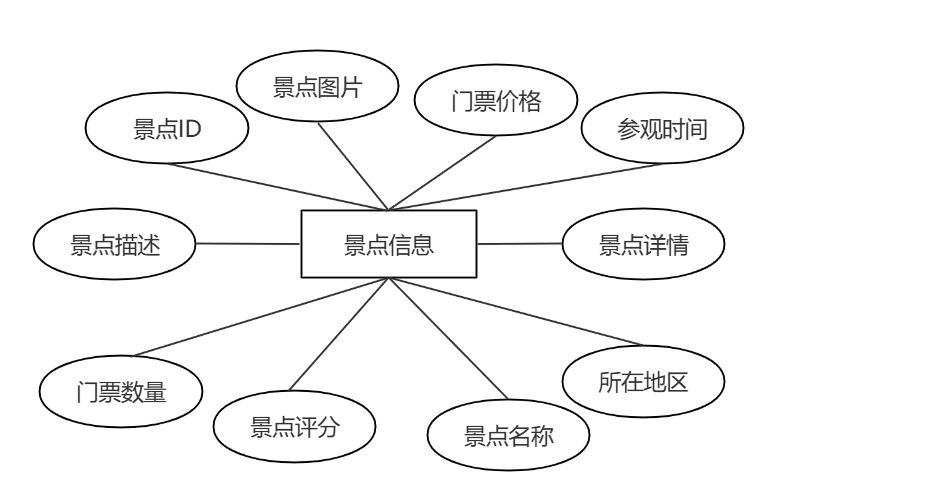 景点图片
门票价格
景点ID
参观时间
景点描述
景点信息
景点详情
门票数量
所在地区
景点评分
景点名称